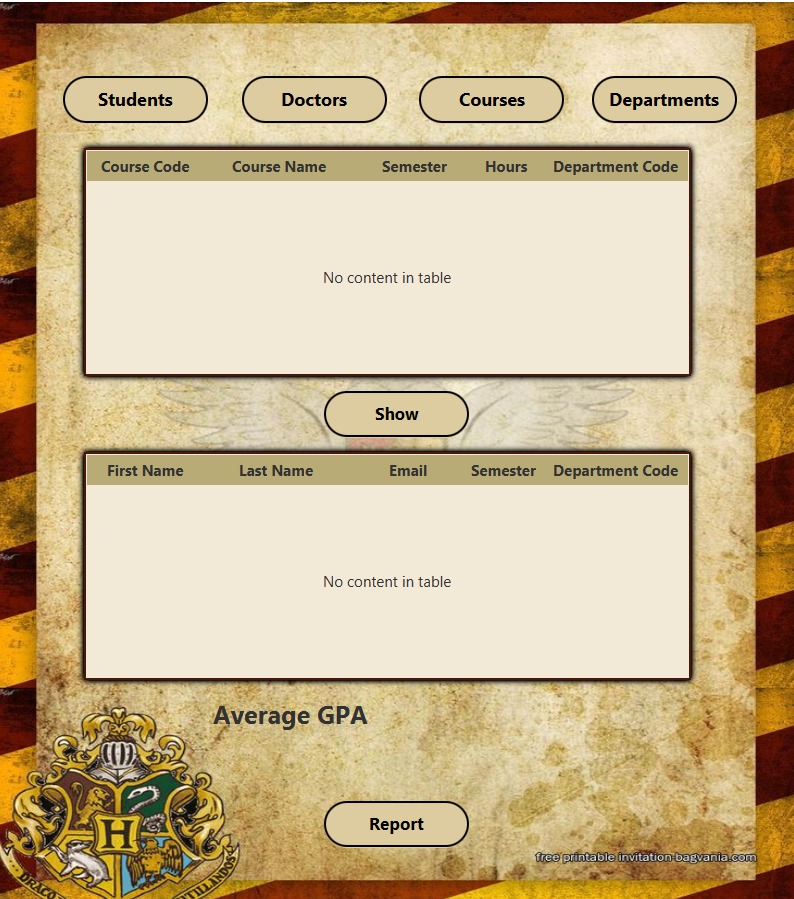 Students Doctors Courses Departments
Course Code Course Name Semester Hours Department Code
No content in table
Show
First Name Last Name Email Semester Department Code
No content in table
Average GPA
H
Report
free printable invitation-bagvania.com
DRACO TITILLANDUS